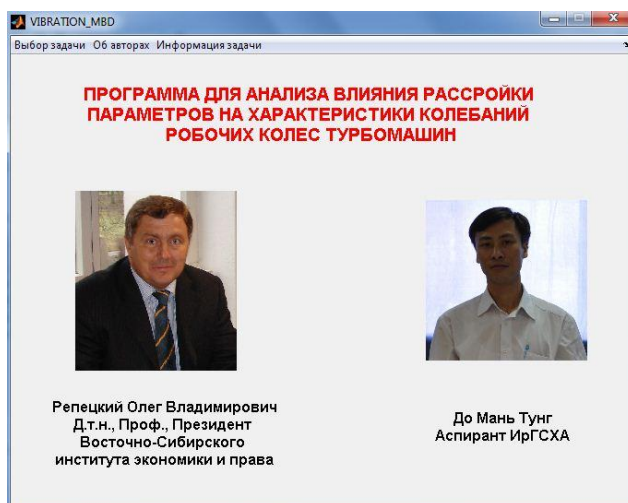 VIBRATION_MBD
Выбор задачи Об авторах Информация задачи
ПРОГРАММА ДЛЯ АНАЛИЗА ВЛИЯНИЯ РАССРОЙКИ
ПАРАМЕТРОВ НА ХАРАКТЕРИСТИКИ КОЛЕБАНИЙ
РОБОЧИХ КОЛЕС ТУРБОМАШИН
Репецкий Олег Владимирович
Д.т.н., Проф., Президент
Восточно-Сибирского
института экономики и права
До Мань Тунг
Аспирант ИрГСХА